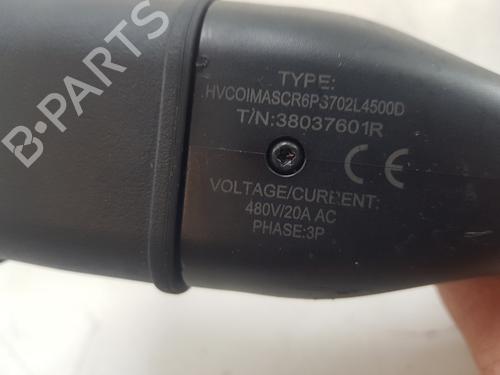 B-PARTS
TYPE:
HVCOIMASCR6P3702L4500D
T/N:38037601R
CE
VOLTAGE/CURRENT:
480V/20A AC
PHASE:3P